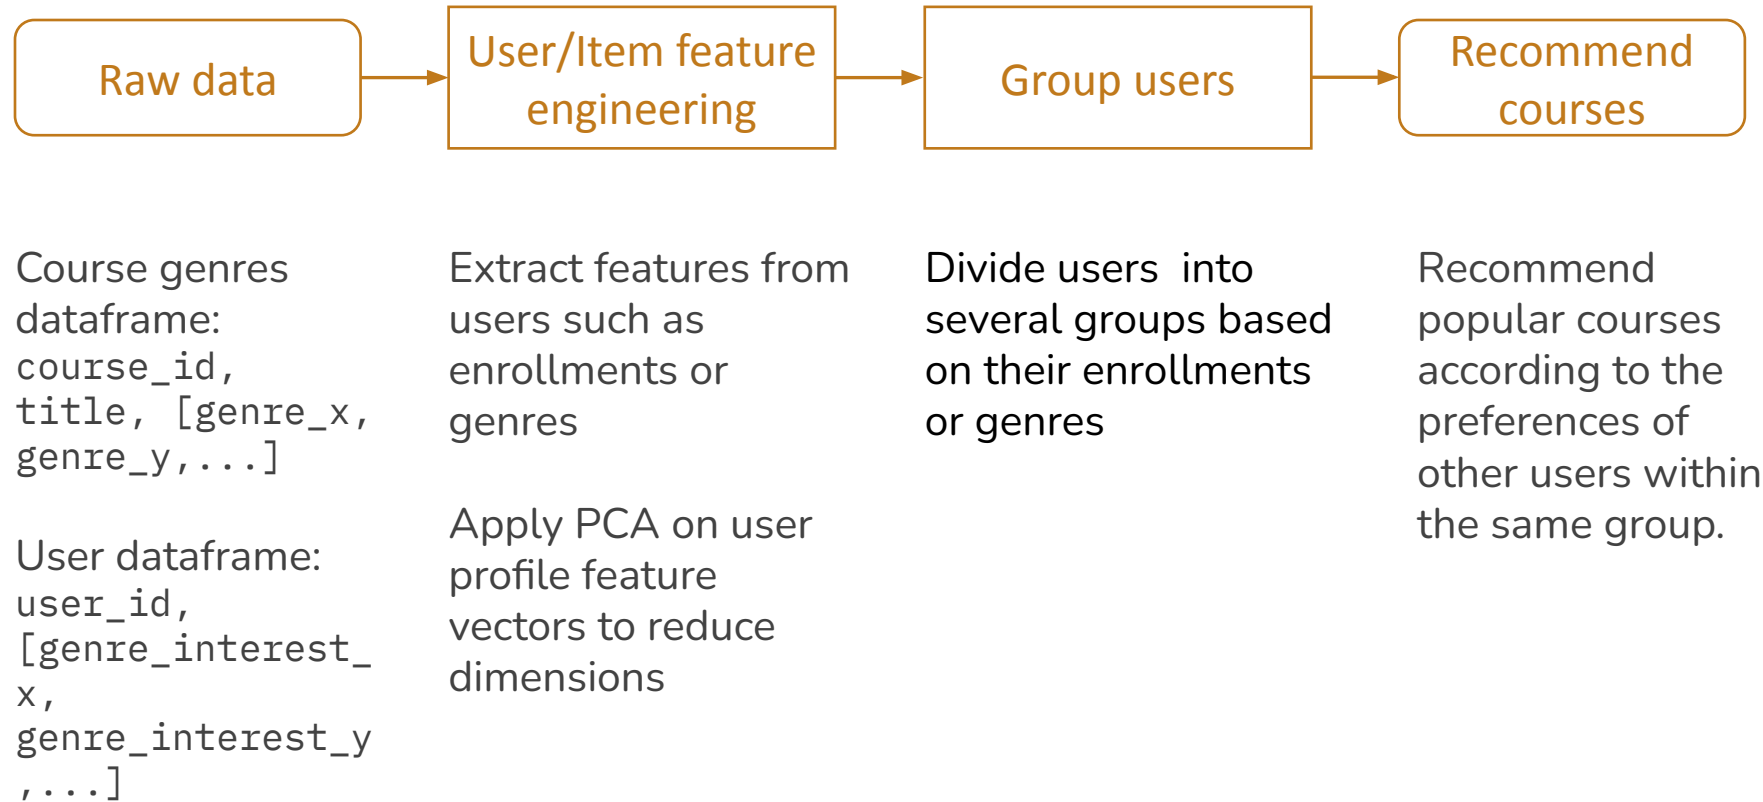 Raw data
User/Item feature
engineering
Group users
Recommend
courses
Course genres
dataframe:
course_id,
title, [genre_x,
genre_y,...]
User dataframe:
user_id,
[genre_interest_
x,
genre_interest_y
,...]
Extract features from
users such as
enrollments or
genres
Apply PCA on user
profile feature
vectors to reduce
dimensions
Divide users  into
several groups based
on their enrollments
or genres
Recommend
popular courses
according to the
preferences of
other users within
the same group.